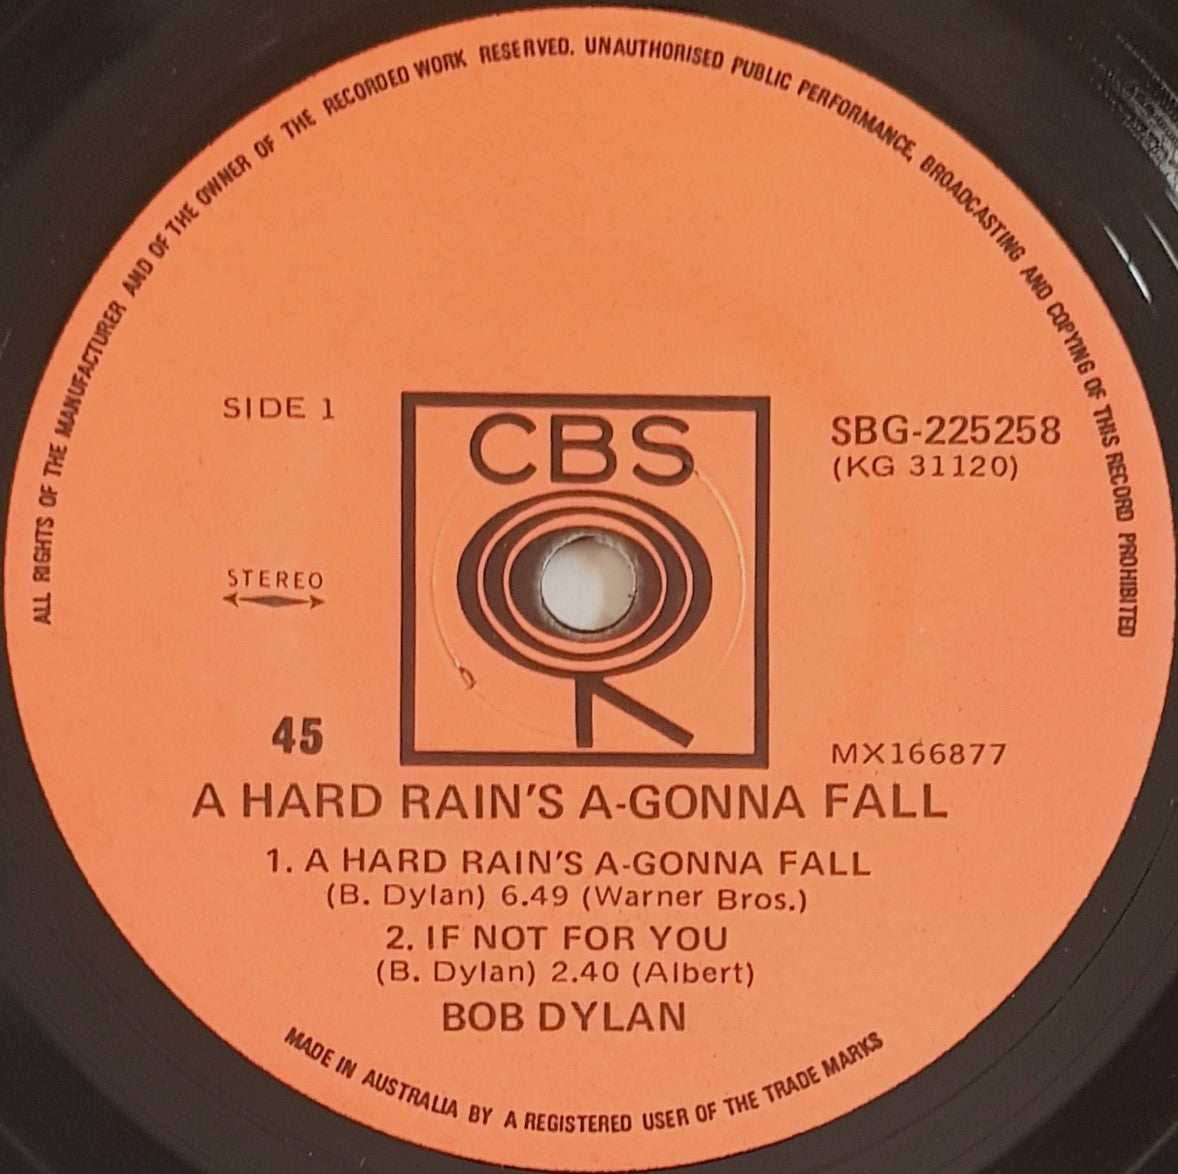 ALL RIGHTS OF THE MANUFACTURER AND OF THE OWNER OF THE RECORDED WORK RESERVED. UNAUTHORISED PUBLIC PERFORMANCE, BROADCASTING AND COPYING OF THIS RECORD PROHIBITED
SIDE 1
CBS
SBG-225258
(KG 31120)
STEREO
45
MX166877
A HARD RAIN'S A-GONNA FALL
1. A HARD RAIN'S A-GONNA FALL
(B. Dylan) 6.49 (Warner Bros.)
2. IF NOT FOR YOU
(B. Dylan) 2.40 (Albert)
BOB DYLAN
MADE IN AUSTRALIA BY A REGISTERED USER OF THE TRADE MARKS